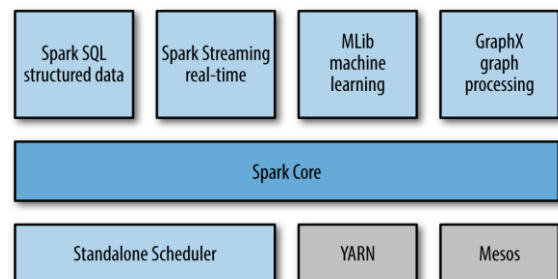 Spark SQL
structured data
Spark Streaming
real-time
MLib
machine
learning
GraphX
graph
processing
Spark Core
Standalone Scheduler
YARN
Mesos